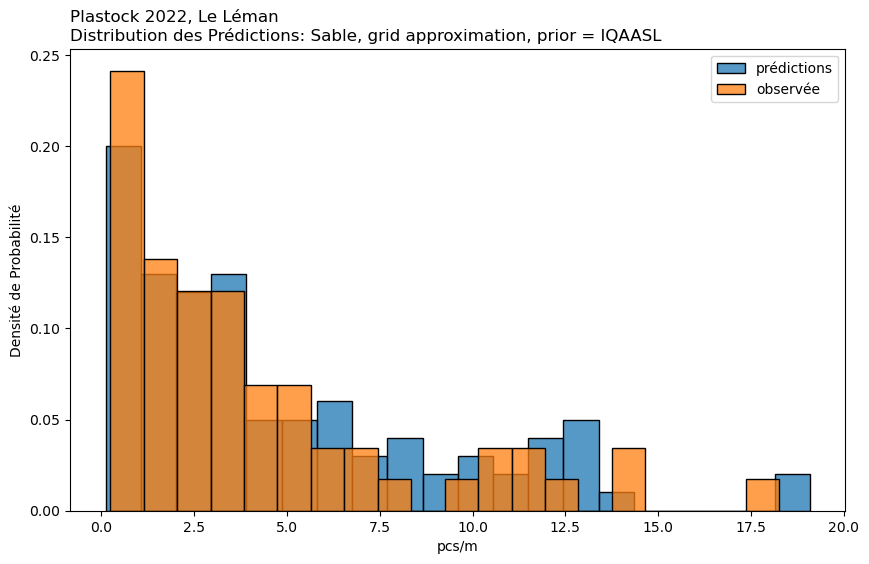 Plastock 2022, Le Léman
Distribution des Prédictions: Sable, grid approximation, prior = IQAASL
prédictions
observée
Densité de Probabilité
0.25
0.20
0.15
0.10
0.05
0.00
0.0 2.5 5.0 7.5 10.0 12.5 15.0 17.5 20.0
pcs/m